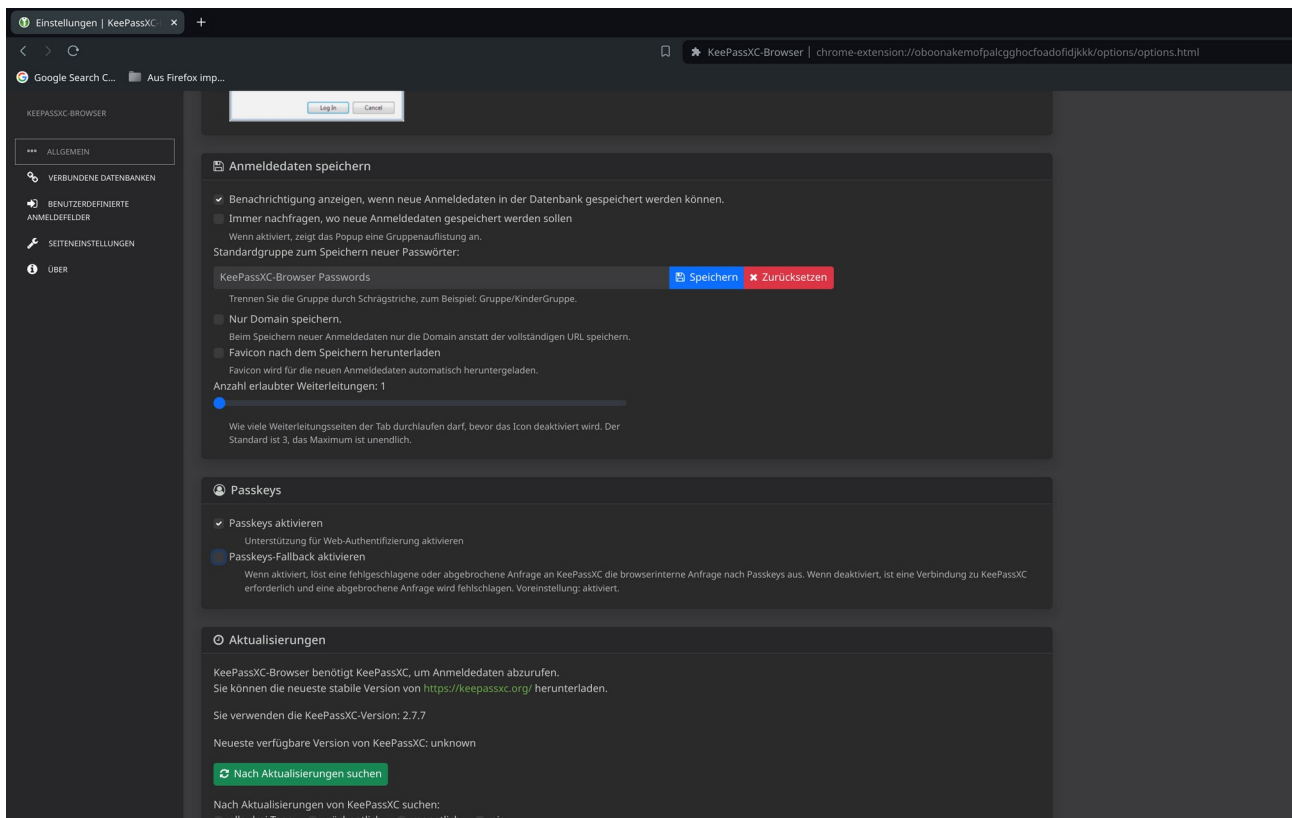 Einstellungen | KeePassXC-
KeePassXC-Browser | chrome-extension://oboonakemofpalcgghocfoadofidjkkk/options/options.html
Google Search C... Aus Firefox imp...
KEEPASSXC-BROWSER
ALLGEMEIN
VERBUNDENE DATENBANKEN
BENUTZERDEFINIERTE
ANMELDEFELDER
SEITENEINSTELLUNGEN
ÜBER
Log In Cancel
Anmeldedaten speichern
Benachrichtigung anzeigen, wenn neue Anmeldedaten in der Datenbank gespeichert werden können.
Immer nachfragen, wo neue Anmeldedaten gespeichert werden sollen
Wenn aktiviert, zeigt das Popup eine Gruppenauflistung an.
Standardgruppe zum Speichern neuer Passwörter:
KeePassXC-Browser Passwords Speichern Zurücksetzen
Trennen Sie die Gruppe durch Schrägstriche, zum Beispiel: Gruppe/KinderGruppe.
Nur Domain speichern.
Beim Speichern neuer Anmeldedaten nur die Domain anstatt der vollständigen URL speichern.
Favicon nach dem Speichern herunterladen
Favicon wird für die neuen Anmeldedaten automatisch heruntergeladen.
Anzahl erlaubter Weiterleitungen: 1
Wie viele Weiterleitungsseiten der Tab durchlaufen darf, bevor das Icon deaktiviert wird. Der
Standard ist 3, das Maximum ist unendlich.
Passkeys
Passkeys aktivieren
Unterstützung für Web-Authentifizierung aktivieren
Passkeys-Fallback aktivieren
Wenn aktiviert, löst eine fehlgeschlagene oder abgebrochene Anfrage an KeePassXC die browserinterne Anfrage nach Passkeys aus. Wenn deaktiviert, ist eine Verbindung zu KeePassXC
erforderlich und eine abgebrochene Anfrage wird fehlschlagen. Voreinstellung: aktiviert.
Aktualisierungen
KeePassXC-Browser benötigt KeePassXC, um Anmeldedaten abzurufen.
Sie können die neueste stabile Version von https://keepassxc.org/ herunterladen.
Sie verwenden die KeePassXC-Version: 2.7.7
Neueste verfügbare Version von KeePassXC: unknown
Nach Aktualisierungen suchen
Nach Aktualisierungen von KeePassXC suchen: